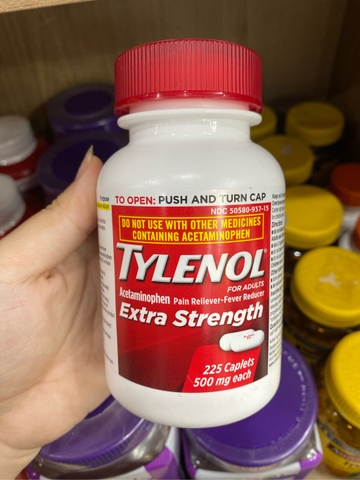 TO OPEN: PUSH AND TURN CAP
NDC 50580-937-15
DO NOT USE WITH OTHER MEDICINES
CONTAINING ACETAMINOPHEN
TYLENOL
FOR ADULTS
Acetaminophen Pain Reliever-Fever Reducer
Extra Strength
225 Caplets
500 mg each